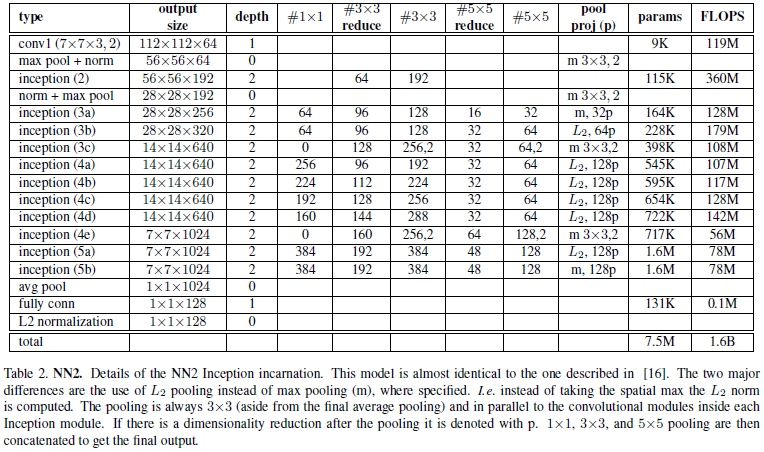 type output size depth #1×1 #3×3 reduce #3×3 #5×5 reduce #5×5 pool proj (p) params FLOPS
conv1 (7×7×3, 2) 112×112×64 1 9K 119M
max pool + norm 56×56×64 0 m 3×3, 2
inception (2) 56×56×192 2 64 192 115K 360M
norm + max pool 28×28×192 0 m 3×3, 2
inception (3a) 28×28×256 2 64 96 128 16 32 m, 32p 164K 128M
inception (3b) 28×28×320 2 64 96 128 32 64 L2, 64p 228K 179M
inception (3c) 14×14×640 2 0 128 256,2 32 64,2 m 3×3,2 398K 108M
inception (4a) 14×14×640 2 256 96 192 32 64 L2, 128p 545K 107M
inception (4b) 14×14×640 2 224 112 224 32 64 L2, 128p 595K 117M
inception (4c) 14×14×640 2 192 128 256 32 64 L2, 128p 654K 128M
inception (4d) 14×14×640 2 160 144 288 32 64 L2, 128p 722K 142M
inception (4e) 7×7×1024 2 0 160 256,2 64 128,2 m 3×3,2 717K 56M
inception (5a) 7×7×1024 2 384 192 384 48 128 L2, 128p 1.6M 78M
inception (5b) 7×7×1024 2 384 192 384 48 128 m, 128p 1.6M 78M
avg pool 1×1×1024 0
fully conn 1×1×128 1 131K 0.1M
L2 normalization 1×1×128 0
total 7.5M 1.6B
Table 2. NN2. Details of the NN2 Inception incarnation. This model is almost identical to the one described in [16]. The two major
differences are the use of L2 pooling instead of max pooling (m), where specified. I.e. instead of taking the spatial max the L2 norm
is computed. The pooling is always 3×3 (aside from the final average pooling) and in parallel to the convolutional modules inside each
Inception module. If there is a dimensionality reduction after the pooling it is denoted with p. 1×1, 3×3, and 5×5 pooling are then
concatenated to get the final output.